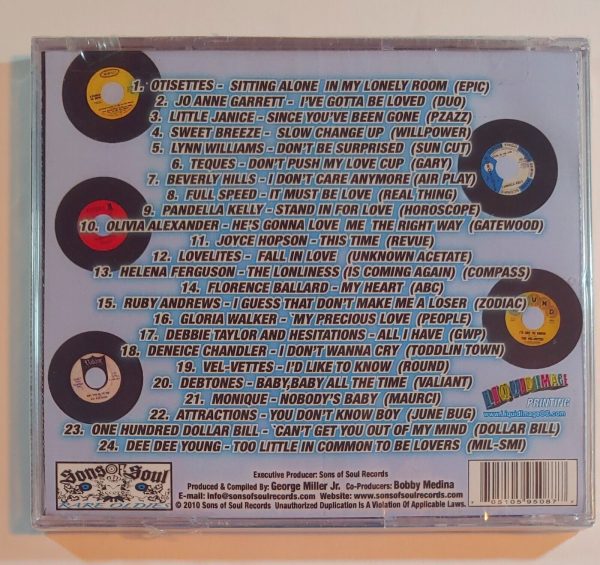 1. OTISETTES - SITTING ALONE IN MY LONELY ROOM (EPIC)
2. JO ANNE GARRETT - I'VE GOTTA BE LOVED (DUO)
3. LITTLE JANICE - SINCE YOU'VE BEEN GONE (PZAZZ)
4. SWEET BREEZE - SLOW CHANGE UP (WILLPOWER)
5. LYNN WILLIAMS - DON'T BE SURPRISED (SUN CUT)
6. TEQUES - DON'T PUSH MY LOVE CUP (GARY)
7. BEVERLY HILLS - I DON'T CARE ANYMORE (AIR PLAY)
8. FULL SPEED - IT MUST BE LOVE (REAL THING)
9. PANDELLA KELLY - STAND IN FOR LOVE (HOROSCOPE)
10. OLIVIA ALEXANDER - HE'S GONNA LOVE ME THE RIGHT WAY (GATEWOOD)
11. JOYCE HOPSON - THIS TIME (REVUE)
12. LOVELITES - FALL IN LOVE (UNKNOWN ACETATE)
13. HELENA FERGUSON - THE LONLINESS (IS COMING AGAIN) (COMPASS)
14. FLORENCE BALLARD - MY HEART (ABC)
15. RUBY ANDREWS - I GUESS THAT DON'T MAKE ME A LOSER (ZODIAC)
16. GLORIA WALKER - 'MY PRECIOUS LOVE (PEOPLE)
17. DEBBIE TAYLOR AND HESITATIONS - ALL I HAVE (GWP)
18. DENEICE CHANDLER - I DON'T WANNA CRY (TODDLIN TOWN)
19. VEL-VETTES - I'D LIKE TO KNOW (ROUND)
20. DEBTONES - BABY,BABY ALL THE TIME (VALIANT)
21. MONIQUE - NOBODY'S BABY (MAURCI)
22. ATTRACTIONS - YOU DON'T KNOW BOY (JUNE BUG)
23. ONE HUNDRED DOLLAR BILL - 'CAN'T GET YOU OUT OF MY MIND (DOLLAR BILL)
24. DEE DEE YOUNG - TOO LITTLE IN COMMON TO BE LOVERS (MIL-SMI)
LIQUIDIMAGE
PRINTING
www.LiquidImageOC.com
Sons of Soul
RARE OLDIES
Executive Producer: Sons of Soul Records
Produced & Compiled By: George Miller Jr. Co-Producers: Bobby Medina
E-mail: info@sonsofsoulrecords.com Website: www.sonsofsoulrecords.com
© 2010 Sons of Soul Records Unauthorized Duplication Is A Violation Of Applicable Laws.